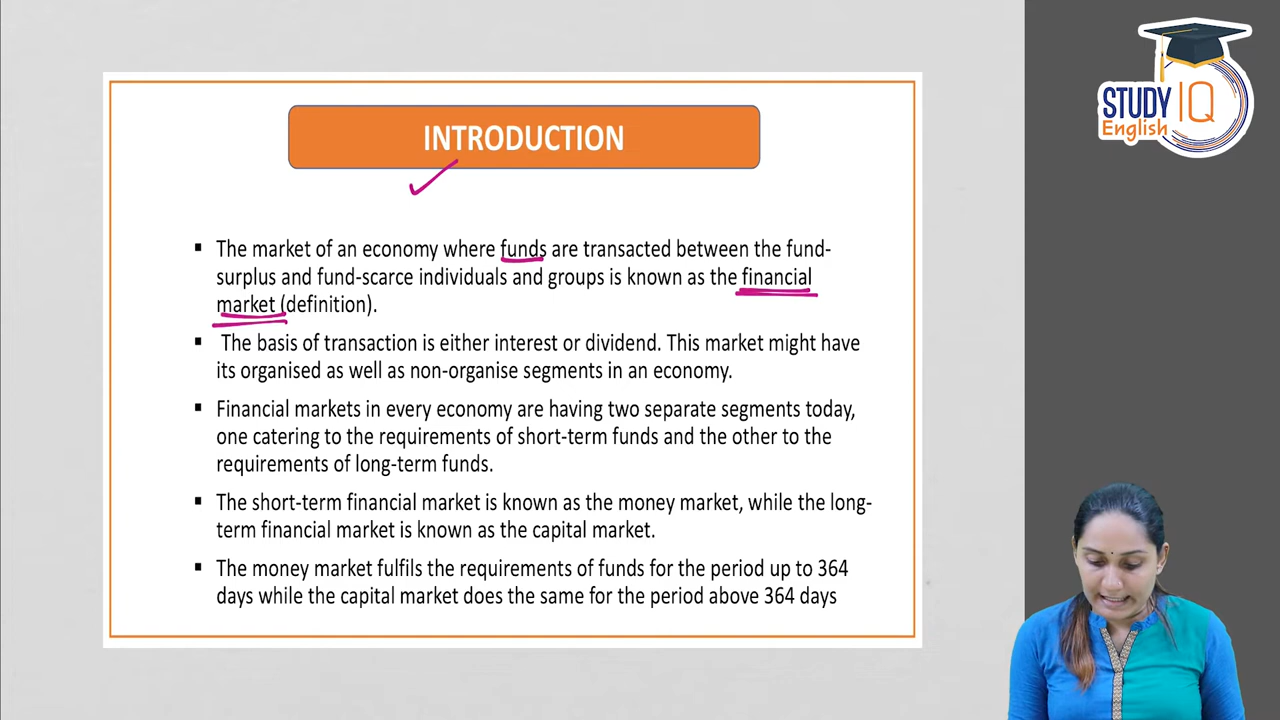 STUDY IQ
English
INTRODUCTION
▪ The market of an economy where funds are transacted between the fund-
surplus and fund-scarce individuals and groups is known as the financial
market (definition).
▪ The basis of transaction is either interest or dividend. This market might have
its organised as well as non-organise segments in an economy.
▪ Financial markets in every economy are having two separate segments today,
one catering to the requirements of short-term funds and the other to the
requirements of long-term funds.
▪ The short-term financial market is known as the money market, while the long-
term financial market is known as the capital market.
▪ The money market fulfils the requirements of funds for the period up to 364
days while the capital market does the same for the period above 364 days